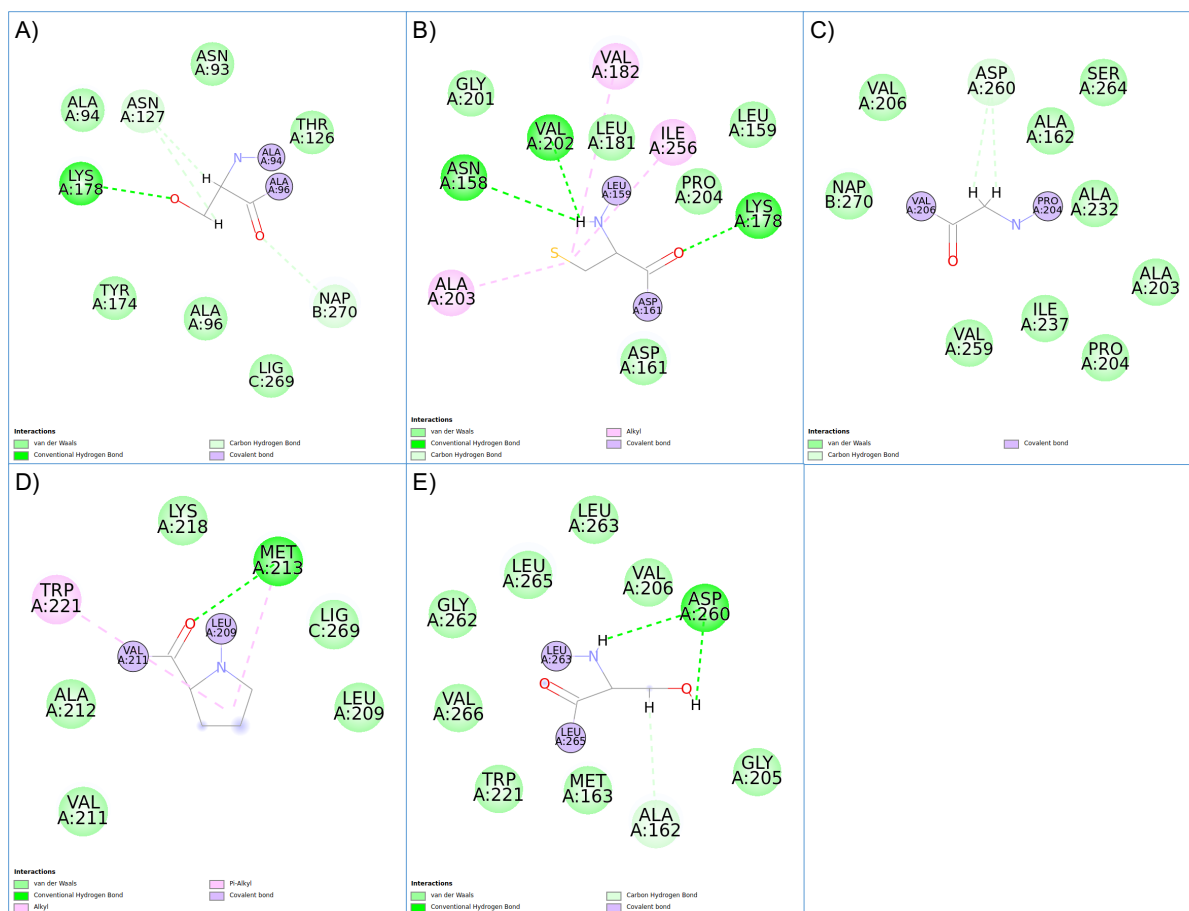 A)
ASN
A:93
ALA
A:94
ASN
A:127
THR
A:126
N
ALA
A:94
H
ALA
A:96
LYS
A:178
O
H
O
TYR
A:174
ALA
A:96
NAP
B:270
LIG
C:269
Interactions
van der Waals
Conventional Hydrogen Bond
Carbon Hydrogen Bond
Covalent bond
B)
VAL
A:182
GLY
A:201
VAL
A:202
LEU
A:181
ILE
A:256
LEU
A:159
ASN
A:158
LEU
A:159
PRO
A:204
LYS
A:178
H
N
S
O
ALA
A:203
ASP
A:161
ASP
A:161
Interactions
van der Waals
Conventional Hydrogen Bond
Carbon Hydrogen Bond
Alkyl
Covalent bond
C)
VAL
A:206
ASP
A:260
SER
A:264
ALA
A:162
NAP
B:270
H H
VAL
A:206
N
PRO
A:204
ALA
A:232
O
ALA
A:203
ILE
A:237
VAL
A:259
PRO
A:204
Interactions
van der Waals
Carbon Hydrogen Bond
Covalent bond
D)
LYS
A:218
MET
A:213
TRP
A:221
LIG
C:269
O
LEU
A:209
VAL
A:211
N
ALA
A:212
LEU
A:209
VAL
A:211
Interactions
van der Waals
Conventional Hydrogen Bond
Alkyl
Pi-Alkyl
Covalent bond
E)
LEU
A:263
LEU
A:265
VAL
A:206
ASP
A:260
GLY
A:262
H
LEU
A:263
N
O
O
H
H
VAL
A:266
LEU
A:265
GLY
A:205
TRP
A:221
MET
A:163
ALA
A:162
Interactions
van der Waals
Conventional Hydrogen Bond
Carbon Hydrogen Bond
Covalent bond